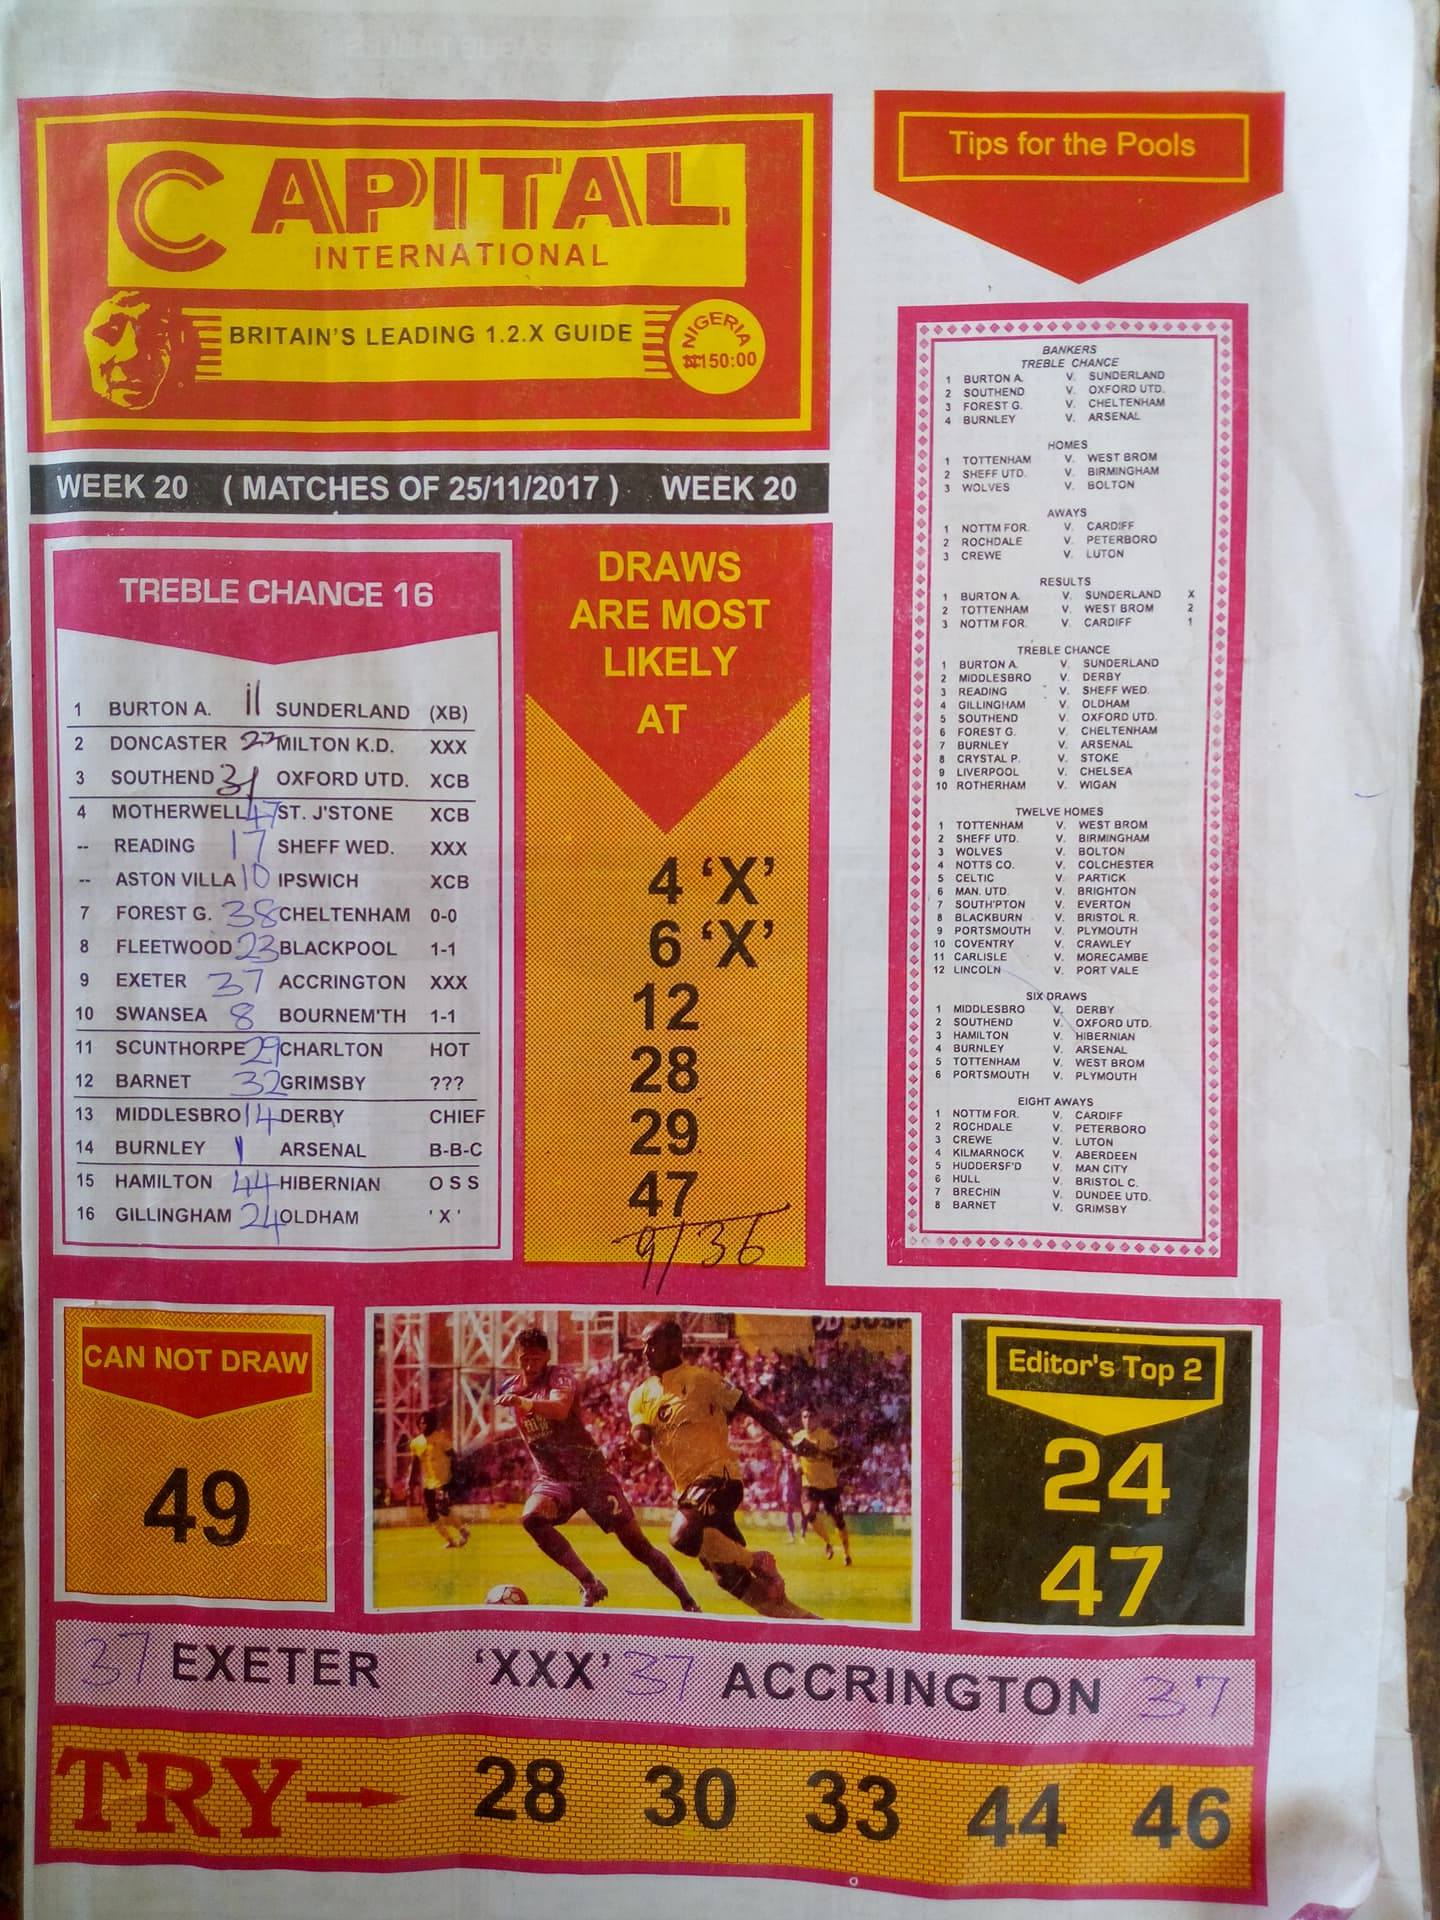 CAPITAL
INTERNATIONAL
BRITAIN'S LEADING 1.2.X GUIDE
NIGERIA
₦150:00
WEEK 20 ( MATCHES OF 25/11/2017 ) WEEK 20
TREBLE CHANCE 16
1 BURTON A. 11 SUNDERLAND (XB)
2 DONCASTER 27 MILTON K.D. XXX
3 SOUTHEND 31 OXFORD UTD. XCB
4 MOTHERWELL 47 ST. J'STONE XCB
-- READING 17 SHEFF WED. XXX
-- ASTON VILLA 10 IPSWICH XCB
7 FOREST G. 38 CHELTENHAM 0-0
8 FLEETWOOD 23 BLACKPOOL 1-1
9 EXETER 37 ACCRINGTON XXX
10 SWANSEA 8 BOURNEM'TH 1-1
11 SCUNTHORPE 29 CHARLTON HOT
12 BARNET 32 GRIMSBY ???
13 MIDDLESBRO 14 DERBY CHIEF
14 BURNLEY 1 ARSENAL B-B-C
15 HAMILTON 44 HIBERNIAN O S S
16 GILLINGHAM 24 OLDHAM ' X '
DRAWS
ARE MOST
LIKELY
AT
4 'X'
6 'X'
12
28
29
47
9/36
Tips for the Pools
BANKERS
TREBLE CHANCE
1 BURTON A. V. SUNDERLAND
2 SOUTHEND V. OXFORD UTD.
3 FOREST G. V. CHELTENHAM
4 BURNLEY V. ARSENAL
HOMES
1 TOTTENHAM V. WEST BROM
2 SHEFF UTD. V. BIRMINGHAM
3 WOLVES V. BOLTON
AWAYS
1 NOTTM FOR. V. CARDIFF
2 ROCHDALE V. PETERBORO
3 CREWE V. LUTON
RESULTS
1 BURTON A. V. SUNDERLAND X
2 TOTTENHAM V. WEST BROM 2
3 NOTTM FOR. V. CARDIFF 1
TREBLE CHANCE
1 BURTON A. V. SUNDERLAND
2 MIDDLESBRO V. DERBY
3 READING V. SHEFF WED.
4 GILLINGHAM V. OLDHAM
5 SOUTHEND V. OXFORD UTD.
6 FOREST G. V. CHELTENHAM
7 BURNLEY V. ARSENAL
8 CRYSTAL P. V. STOKE
9 LIVERPOOL V. CHELSEA
10 ROTHERHAM V. WIGAN
TWELVE HOMES
1 TOTTENHAM V. WEST BROM
2 SHEFF UTD. V. BIRMINGHAM
3 WOLVES V. BOLTON
4 NOTTS CO. V. COLCHESTER
5 CELTIC V. PARTICK
6 MAN. UTD. V. BRIGHTON
7 SOUTH'PTON V. EVERTON
8 BLACKBURN V. BRISTOL R.
9 PORTSMOUTH V. PLYMOUTH
10 COVENTRY V. CRAWLEY
11 CARLISLE V. MORECAMBE
12 LINCOLN V. PORT VALE
SIX DRAWS
1 MIDDLESBRO V. DERBY
2 SOUTHEND V. OXFORD UTD.
3 HAMILTON V. HIBERNIAN
4 BURNLEY V. ARSENAL
5 TOTTENHAM V. WEST BROM
6 PORTSMOUTH V. PLYMOUTH
EIGHT AWAYS
1 NOTTM FOR. V. CARDIFF
2 ROCHDALE V. PETERBORO
3 CREWE V. LUTON
4 KILMARNOCK V. ABERDEEN
5 HUDDERSF'D V. MAN CITY
6 HULL V. BRISTOL C.
7 BRECHIN V. DUNDEE UTD.
8 BARNET V. GRIMSBY
CAN NOT DRAW
49
Editor's Top 2
24
47
37 EXETER 'XXX' 37 ACCRINGTON 37
TRY 28 30 33 44 46